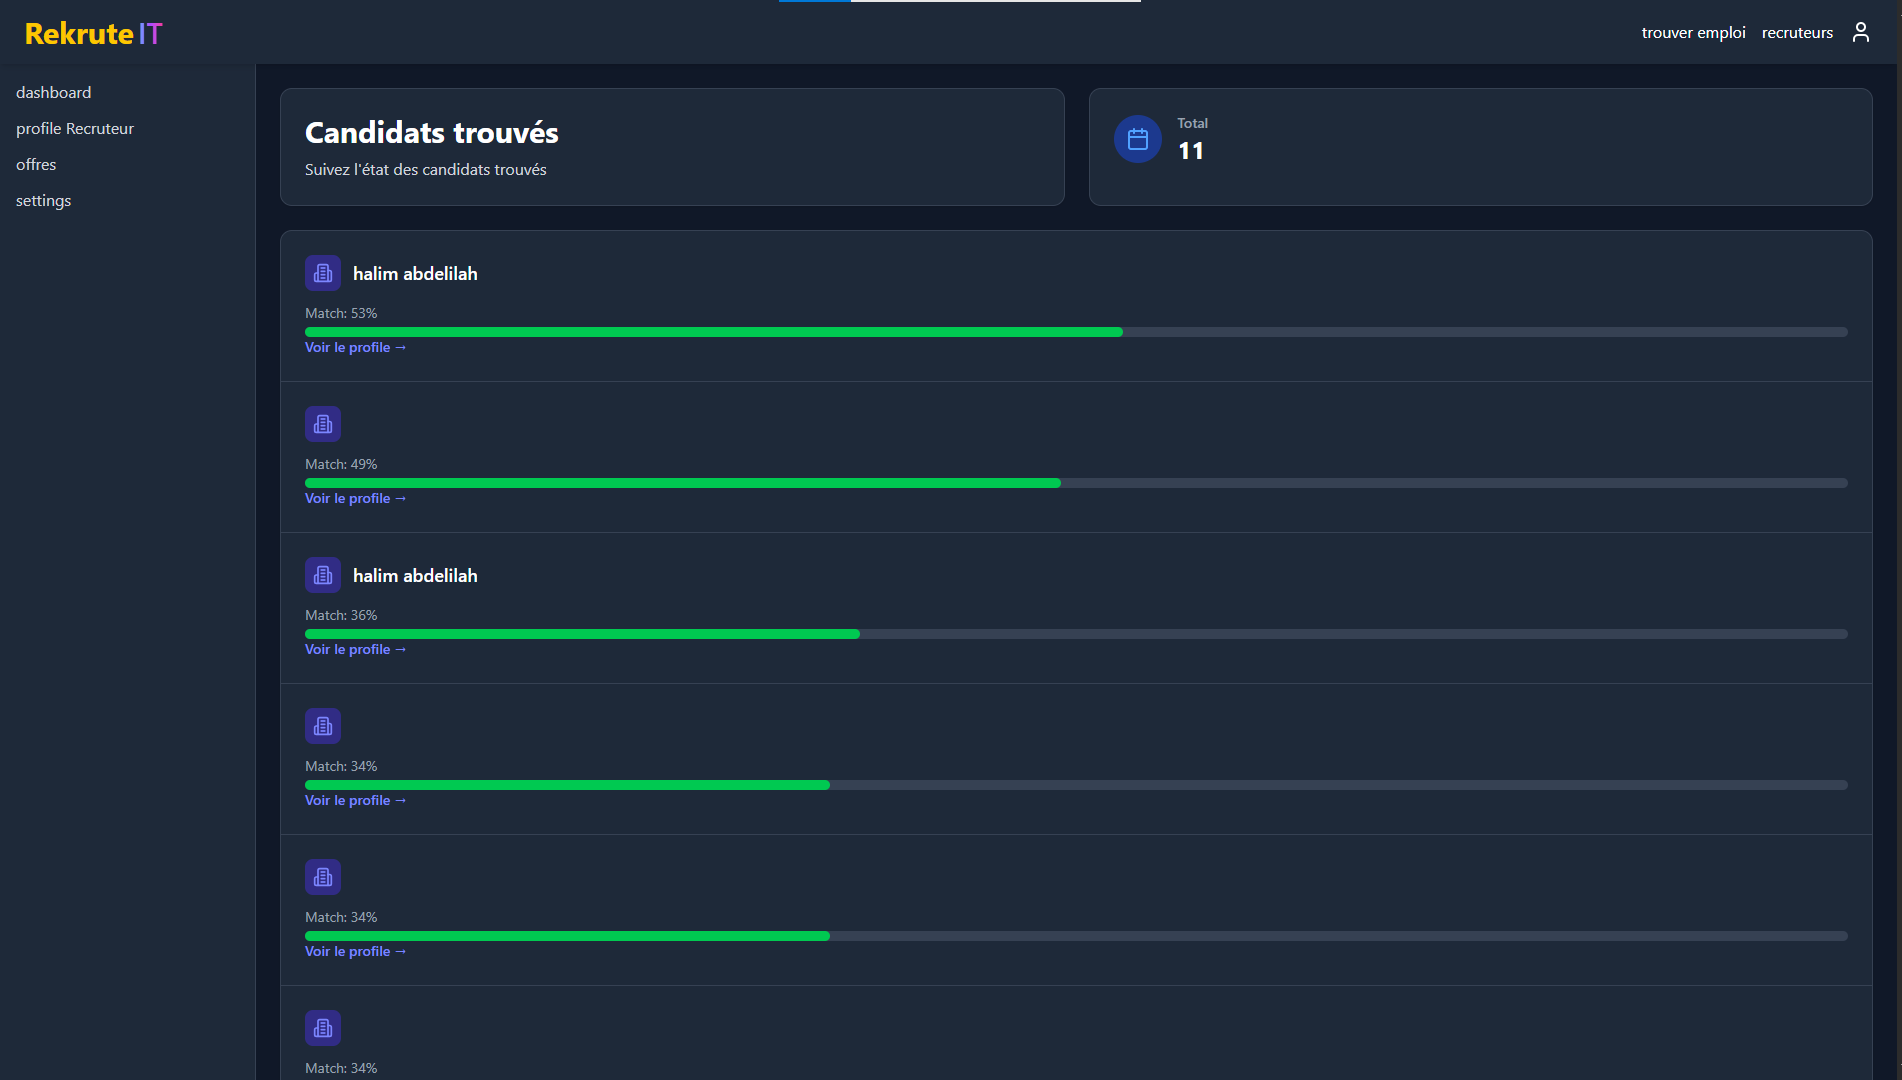 Rekrute IT
trouver emploi
recruteurs
dashboard
profile Recruteur
offres
settings
Candidats trouvés
Suivez l'état des candidats trouvés
Total
11
halim abdelilah
Match: 53%
Voir le profile →
Match: 49%
Voir le profile →
halim abdelilah
Match: 36%
Voir le profile →
Match: 34%
Voir le profile →
Match: 34%
Voir le profile →
Match: 34%